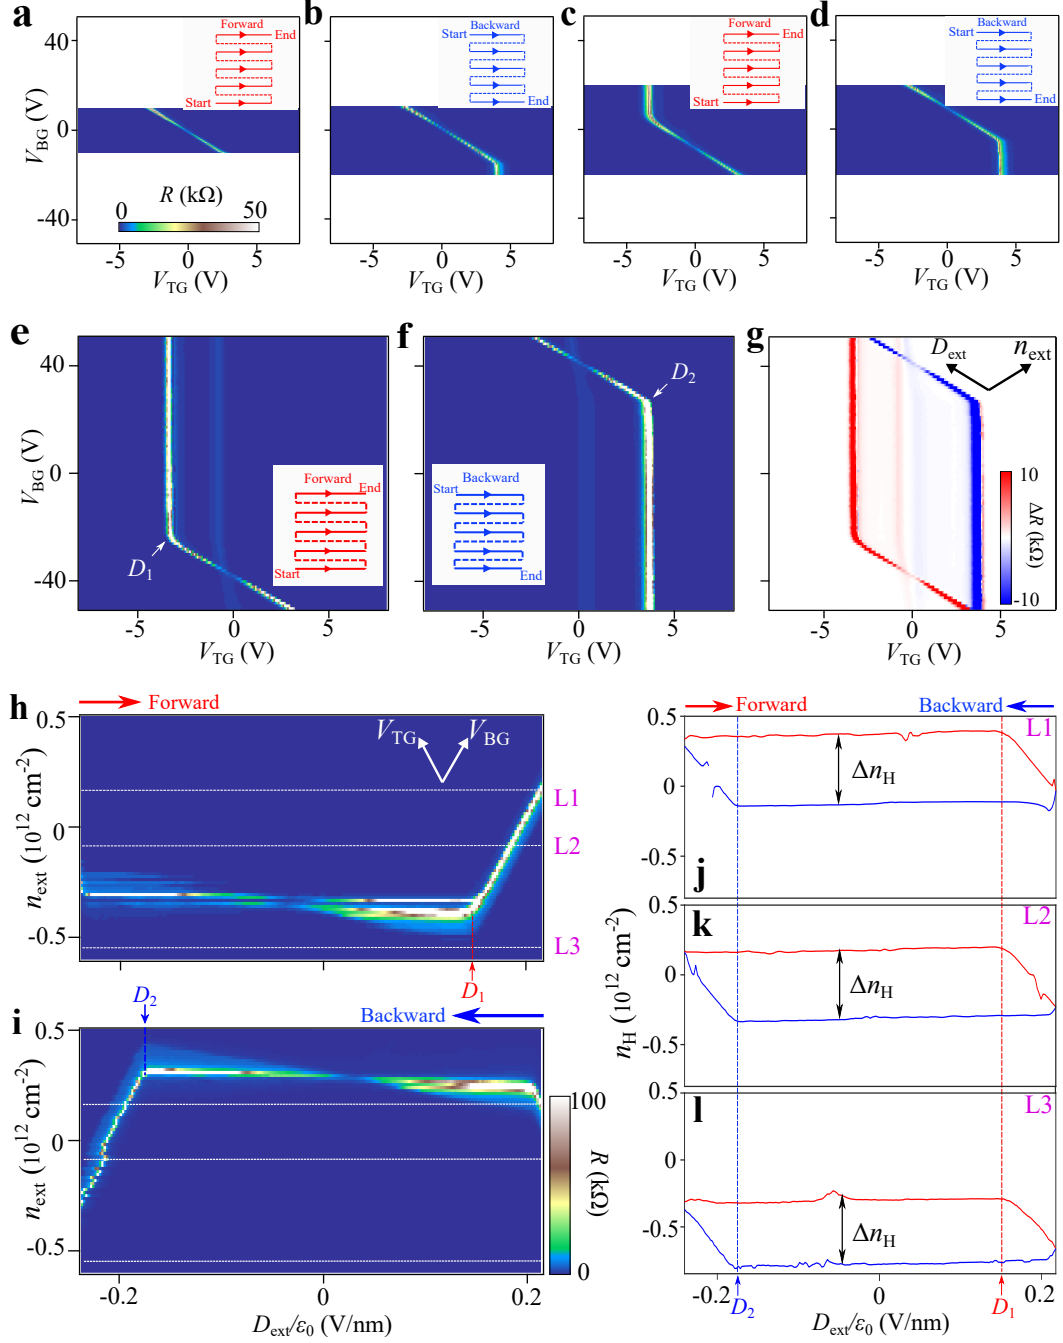 a
b
c
d
40
0
-40
V_BG (V)
Forward
End
Start
Backward
Start
End
Forward
End
Start
Backward
Start
End
R (kΩ)
0 50
-5 0 5
V_TG (V)
-5 0 5
V_TG (V)
-5 0 5
V_TG (V)
-5 0 5
V_TG (V)
e
f
g
40
0
-40
V_BG (V)
D_1
Forward
End
Start
D_2
Backward
Start
End
D_ext
n_ext
10
-10
ΔR (kΩ)
-5 0 5
V_TG (V)
-5 0 5
V_TG (V)
-5 0 5
V_TG (V)
h
Forward
0.5
0
-0.5
n_ext (10^12 cm^-2)
V_TG
V_BG
L1
L2
L3
D_1
D_2
i
Backward
0.5
0
-0.5
n_ext (10^12 cm^-2)
100
0
R (kΩ)
-0.2 0 0.2
D_ext/ε_0 (V/nm)
Forward
Backward
0.5
0
-0.5
L1
Δn_H
j
k
0.5
0
-0.5
L2
Δn_H
n_H (10^12 cm^-2)
l
0.5
0
-0.5
L3
Δn_H
-0.2 0 0.2
D_2
D_1
D_ext/ε_0 (V/nm)